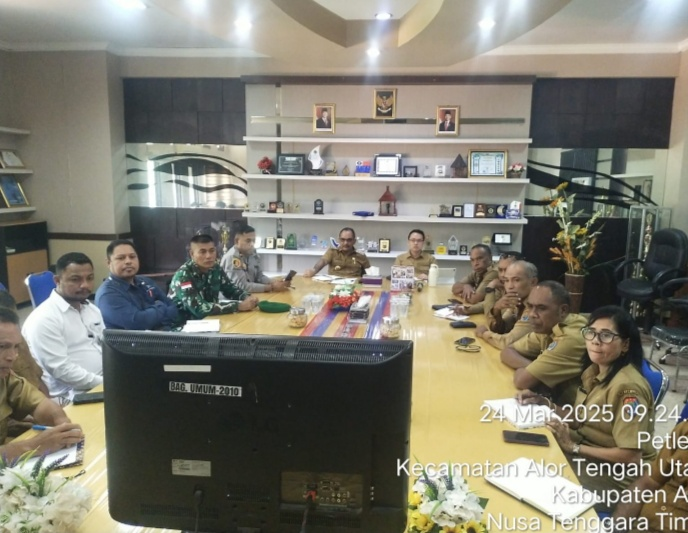 BAG. UMUM-2010
24 Mar 2025 09.24.
Petle
Kecamatan Alor Tengah Uta
Kabupaten A
Nusa Tenggara Tim